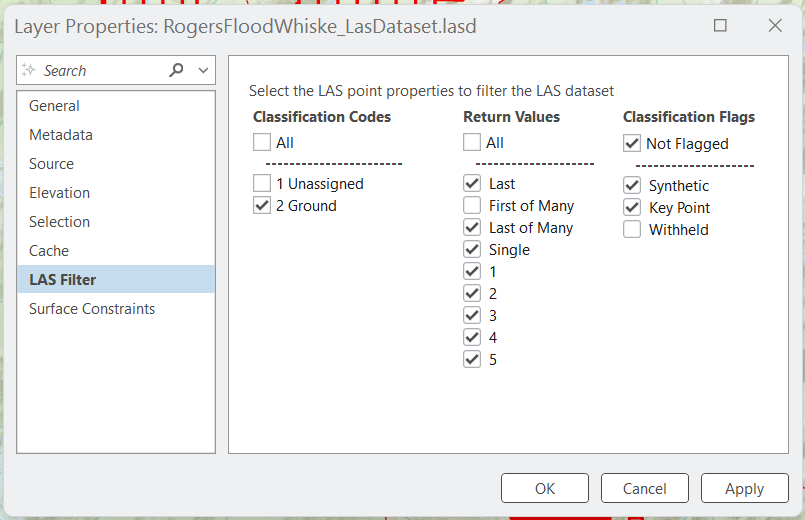 Layer Properties: RogersFloodWhiske_LasDataset.lasd
Search
General
Metadata
Source
Elevation
Selection
Cache
LAS Filter
Surface Constraints
Select the LAS point properties to filter the LAS dataset
Classification Codes
All
1 Unassigned
2 Ground
Return Values
All
Last
First of Many
Last of Many
Single
1
2
3
4
5
Classification Flags
Not Flagged
Synthetic
Key Point
Withheld
OK
Cancel
Apply